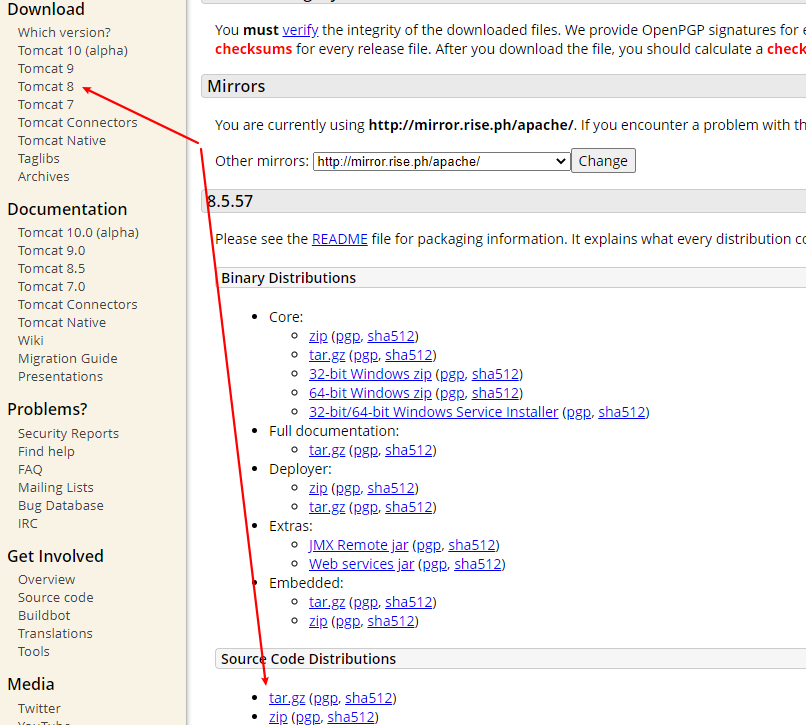 Download
Which version?
Tomcat 10 (alpha)
Tomcat 9
Tomcat 8
Tomcat 7
Tomcat Connectors
Tomcat Native
Taglibs
Archives
Documentation
Tomcat 10.0 (alpha)
Tomcat 9.0
Tomcat 8.5
Tomcat 7.0
Tomcat Connectors
Tomcat Native
Wiki
Migration Guide
Presentations
Problems?
Security Reports
Find help
FAQ
Mailing Lists
Bug Database
IRC
Get Involved
Overview
Source code
Buildbot
Translations
Tools
Media
Twitter
YouTube
You must verify the integrity of the downloaded files. We provide OpenPGP signatures for
checksums for every release file. After you download the file, you should calculate a check
Mirrors
You are currently using http://mirror.rise.ph/apache/. If you encounter a problem with th
Other mirrors: http://mirror.rise.ph/apache/ Change
8.5.57
Please see the README file for packaging information. It explains what every distribution co
Binary Distributions
Core:
zip (pgp, sha512)
tar.gz (pgp, sha512)
32-bit Windows zip (pgp, sha512)
64-bit Windows zip (pgp, sha512)
32-bit/64-bit Windows Service Installer (pgp, sha512)
Full documentation:
tar.gz (pgp, sha512)
Deployer:
zip (pgp, sha512)
tar.gz (pgp, sha512)
Extras:
JMX Remote jar (pgp, sha512)
Web services jar (pgp, sha512)
Embedded:
tar.gz (pgp, sha512)
zip (pgp, sha512)
Source Code Distributions
tar.gz (pgp, sha512)
zip (pgp, sha512)